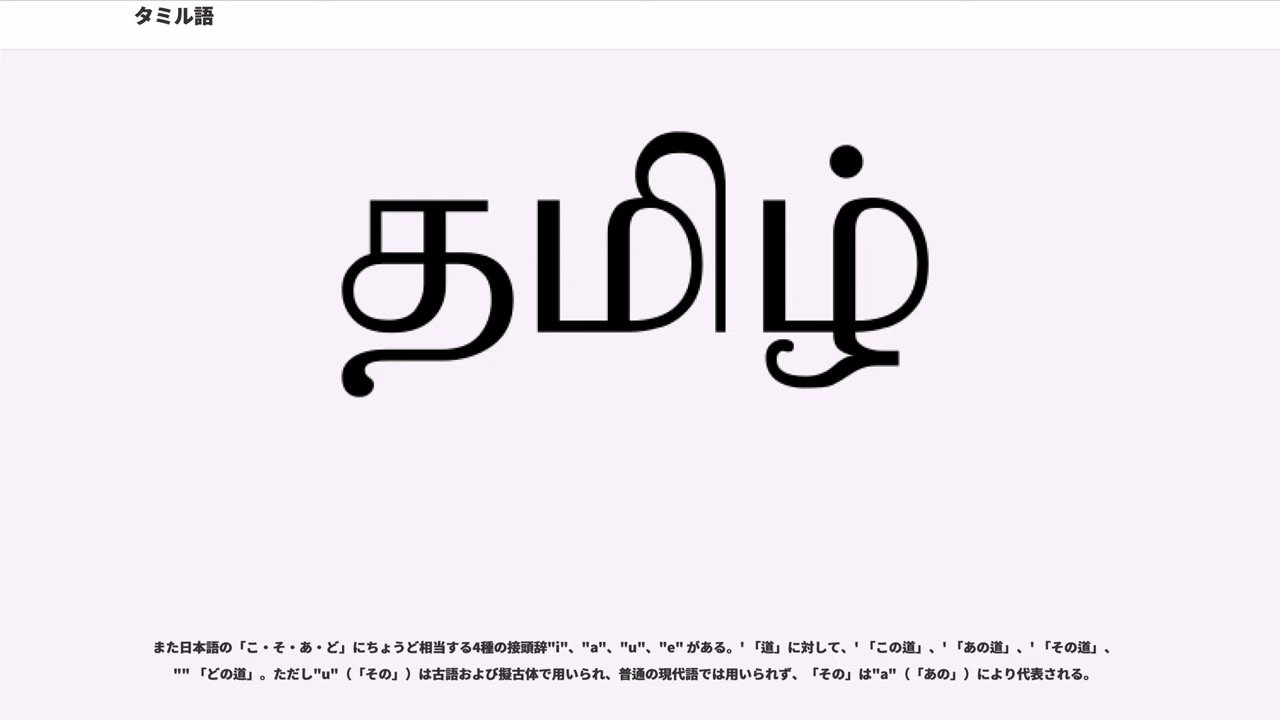 タミル語
தமிழ்
また日本語の「こ・そ・あ・ど」にちょうど相当する4種の接頭辞"i"、"a"、"u"、"e" がある。' 「道」に対して、' 「この道」、' 「あの道」、' 「その道」、
"" 「どの道」。ただし"u"（「その」）は古語および擬古体で用いられ、普通の現代語では用いられず、「その」は"a"（「あの」）により代表される。